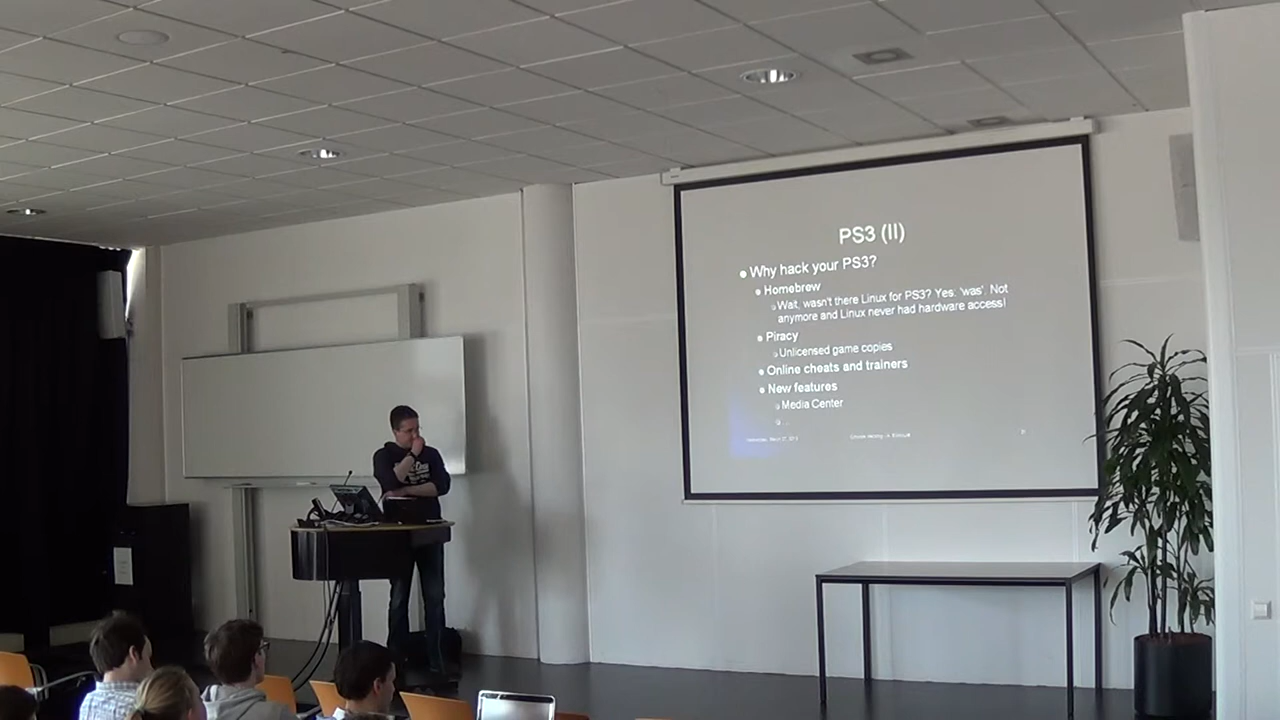 PS3 (II)
Why hack your PS3?
Homebrew
Wait, wasn't there Linux for PS3? Yes: 'was'. Not
anymore and Linux never had hardware access!
Piracy
Unlicensed game copies
Online cheats and trainers
New features
Media Center
...